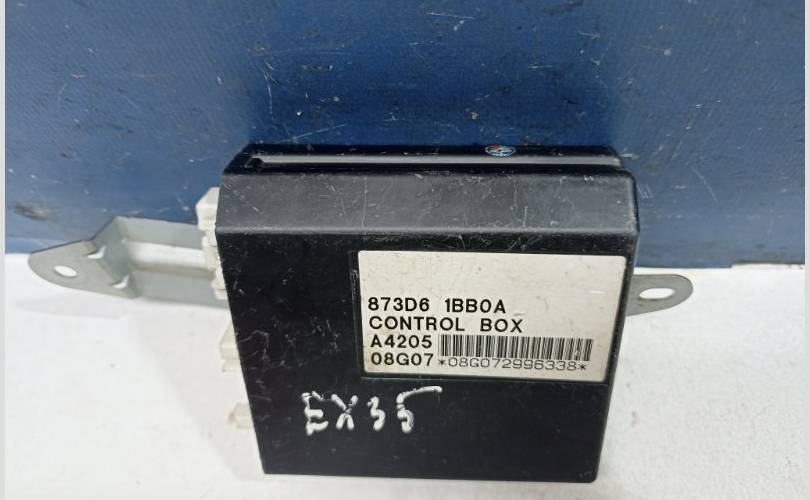 873D6 1BB0A
CONTROL BOX
A4205
08G07 *08G072996338*
EX35